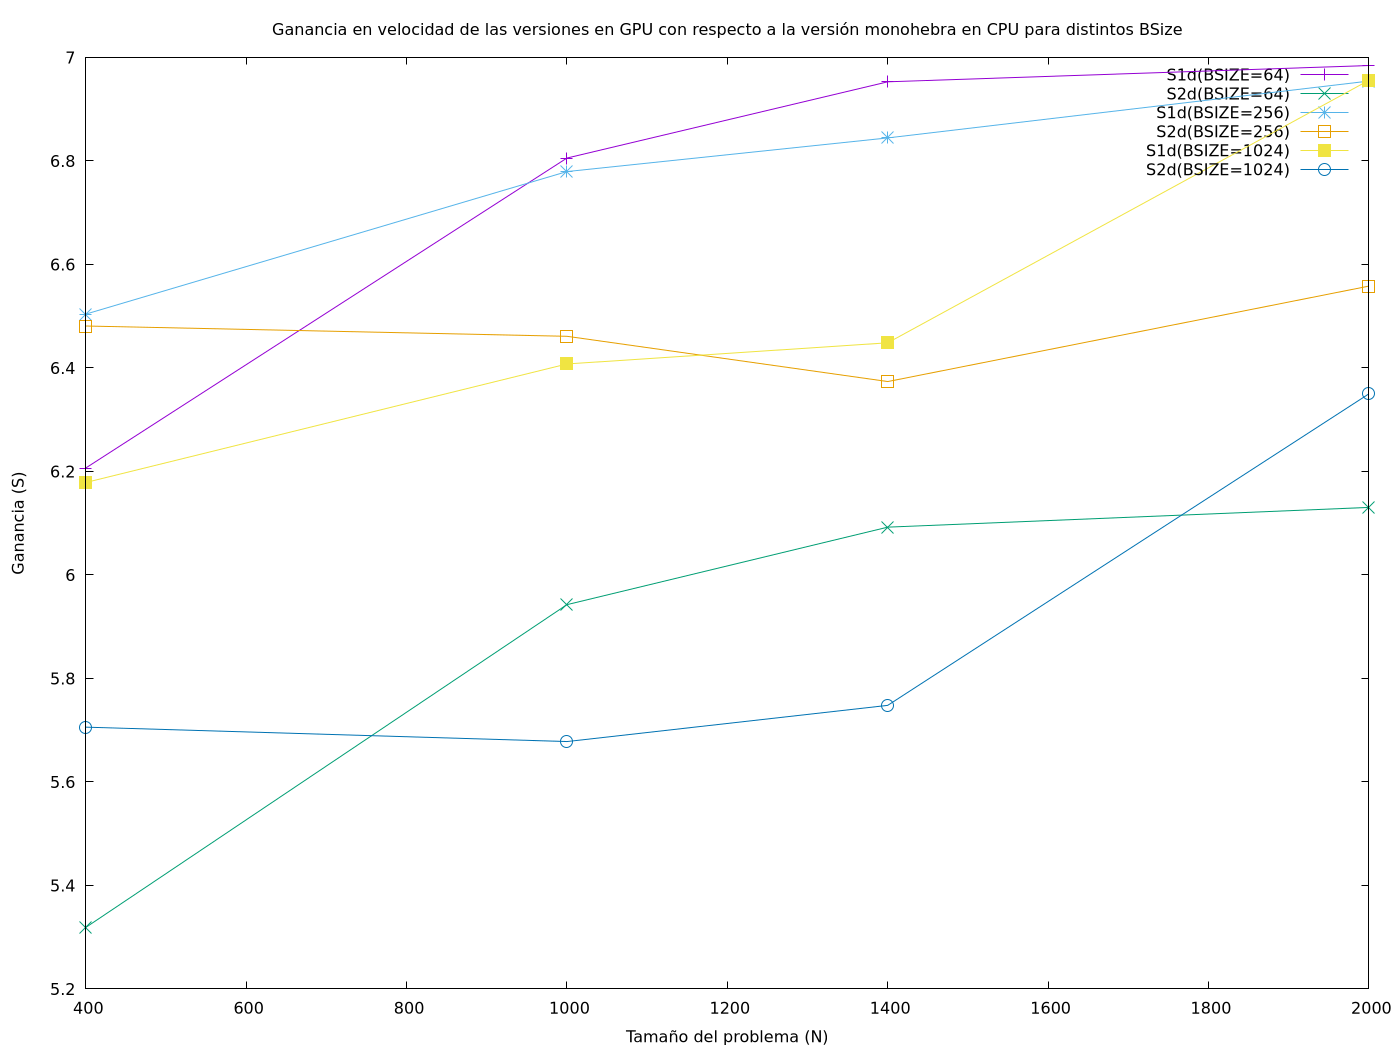 Ganancia en velocidad de las versiones en GPU con respecto a la versión monohebra en CPU para distintos BSize
7
6.8
6.6
6.4
6.2
6
5.8
5.6
5.4
5.2
Ganancia (S)
S1d(BSIZE=64)
S2d(BSIZE=64)
S1d(BSIZE=256)
S2d(BSIZE=256)
S1d(BSIZE=1024)
S2d(BSIZE=1024)
400 600 800 1000 1200 1400 1600 1800 2000
Tamaño del problema (N)